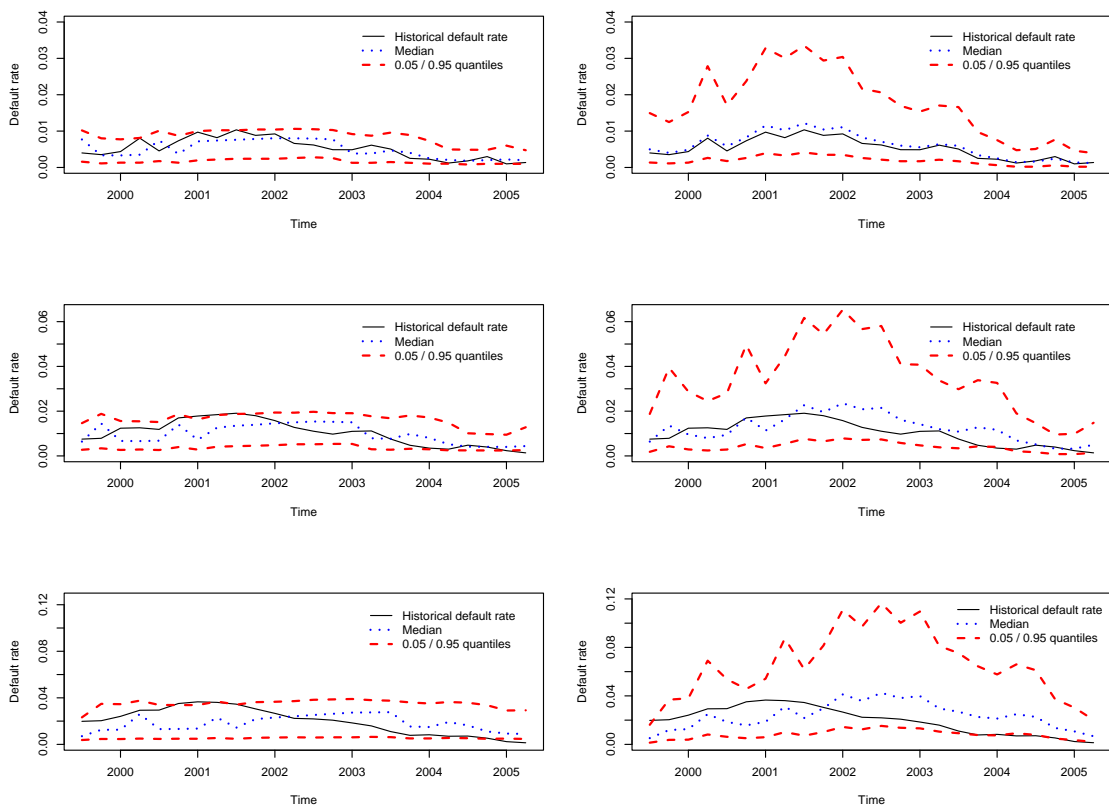 Default rate
0.00 0.01 0.02 0.03 0.04
Historical default rate
Median
0.05 / 0.95 quantiles
2000 2001 2002 2003 2004 2005
Time
Default rate
0.00 0.01 0.02 0.03 0.04
Historical default rate
Median
0.05 / 0.95 quantiles
2000 2001 2002 2003 2004 2005
Time
Default rate
0.00 0.02 0.04 0.06
Historical default rate
Median
0.05 / 0.95 quantiles
2000 2001 2002 2003 2004 2005
Time
Default rate
0.00 0.02 0.04 0.06
Historical default rate
Median
0.05 / 0.95 quantiles
2000 2001 2002 2003 2004 2005
Time
Default rate
0.00 0.04 0.08 0.12
Historical default rate
Median
0.05 / 0.95 quantiles
2000 2001 2002 2003 2004 2005
Time
Default rate
0.00 0.04 0.08 0.12
Historical default rate
Median
0.05 / 0.95 quantiles
2000 2001 2002 2003 2004 2005
Time